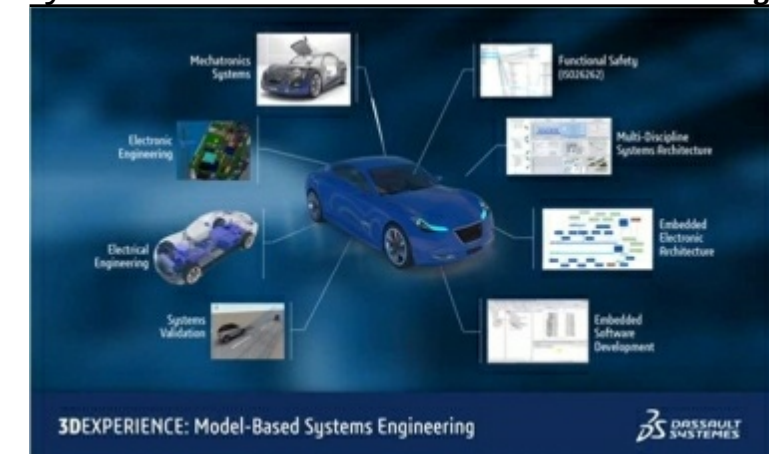 Mechatronics
Systems
Functional Safety
(ISO26262)
Electronic
Engineering
Multi-Discipline
Systems Architecture
Electrical
Engineering
Embedded
Electronic
Architecture
Systems
Validation
Embedded
Software
Development
3DEXPERIENCE: Model-Based Systems Engineering
DASSAULT
SYSTEMES